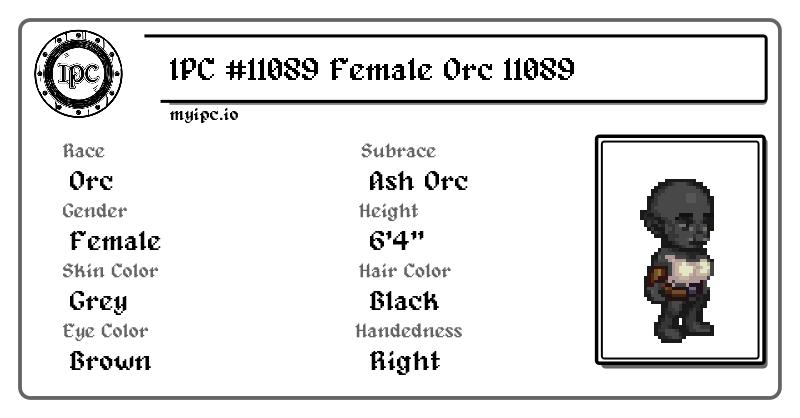 IPC
IPC #11089 Female Orc 11089
myipc.io
Race
Orc
Subrace
Ash Orc
Gender
Female
Height
6'4"
Skin Color
Grey
Hair Color
Black
Eye Color
Brown
Handedness
Right